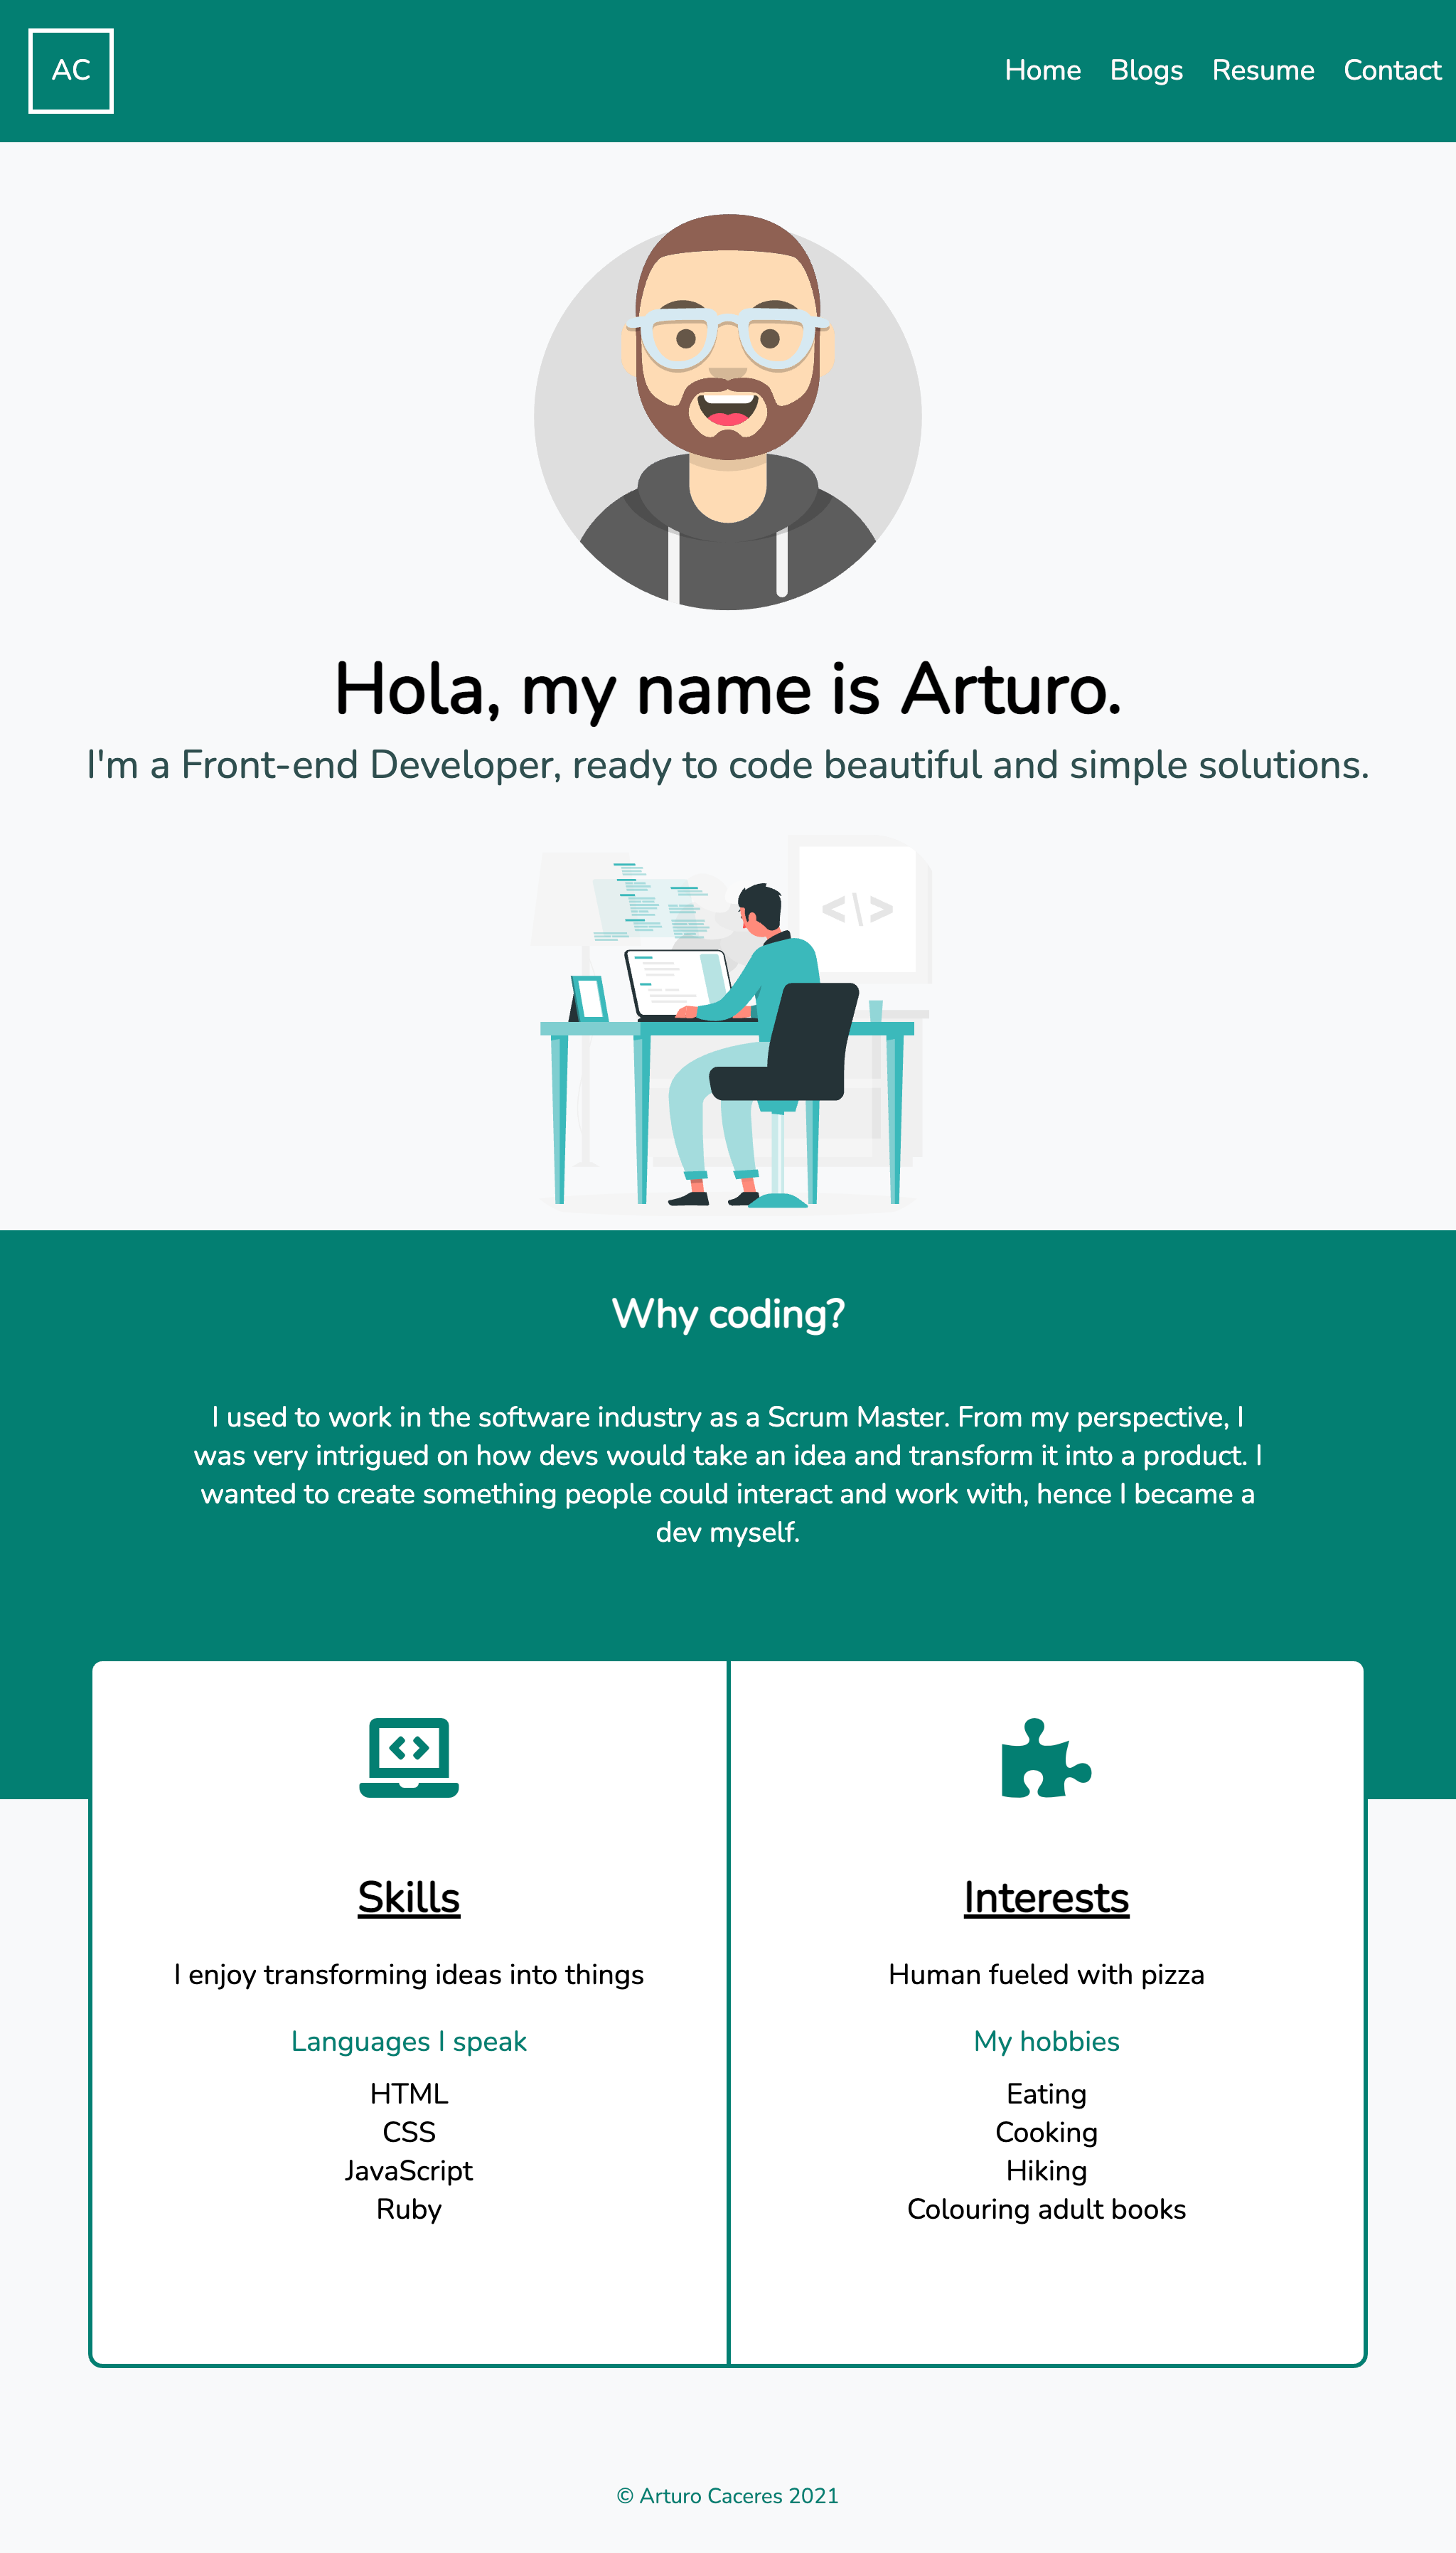 AC
Home Blogs Resume Contact
Hola, my name is Arturo.
I'm a Front-end Developer, ready to code beautiful and simple solutions.
<\>
Why coding?
I used to work in the software industry as a Scrum Master. From my perspective, I
was very intrigued on how devs would take an idea and transform it into a product. I
wanted to create something people could interact and work with, hence I became a
dev myself.
Skills
I enjoy transforming ideas into things
Languages I speak
HTML
CSS
JavaScript
Ruby
Interests
Human fueled with pizza
My hobbies
Eating
Cooking
Hiking
Colouring adult books
© Arturo Caceres 2021